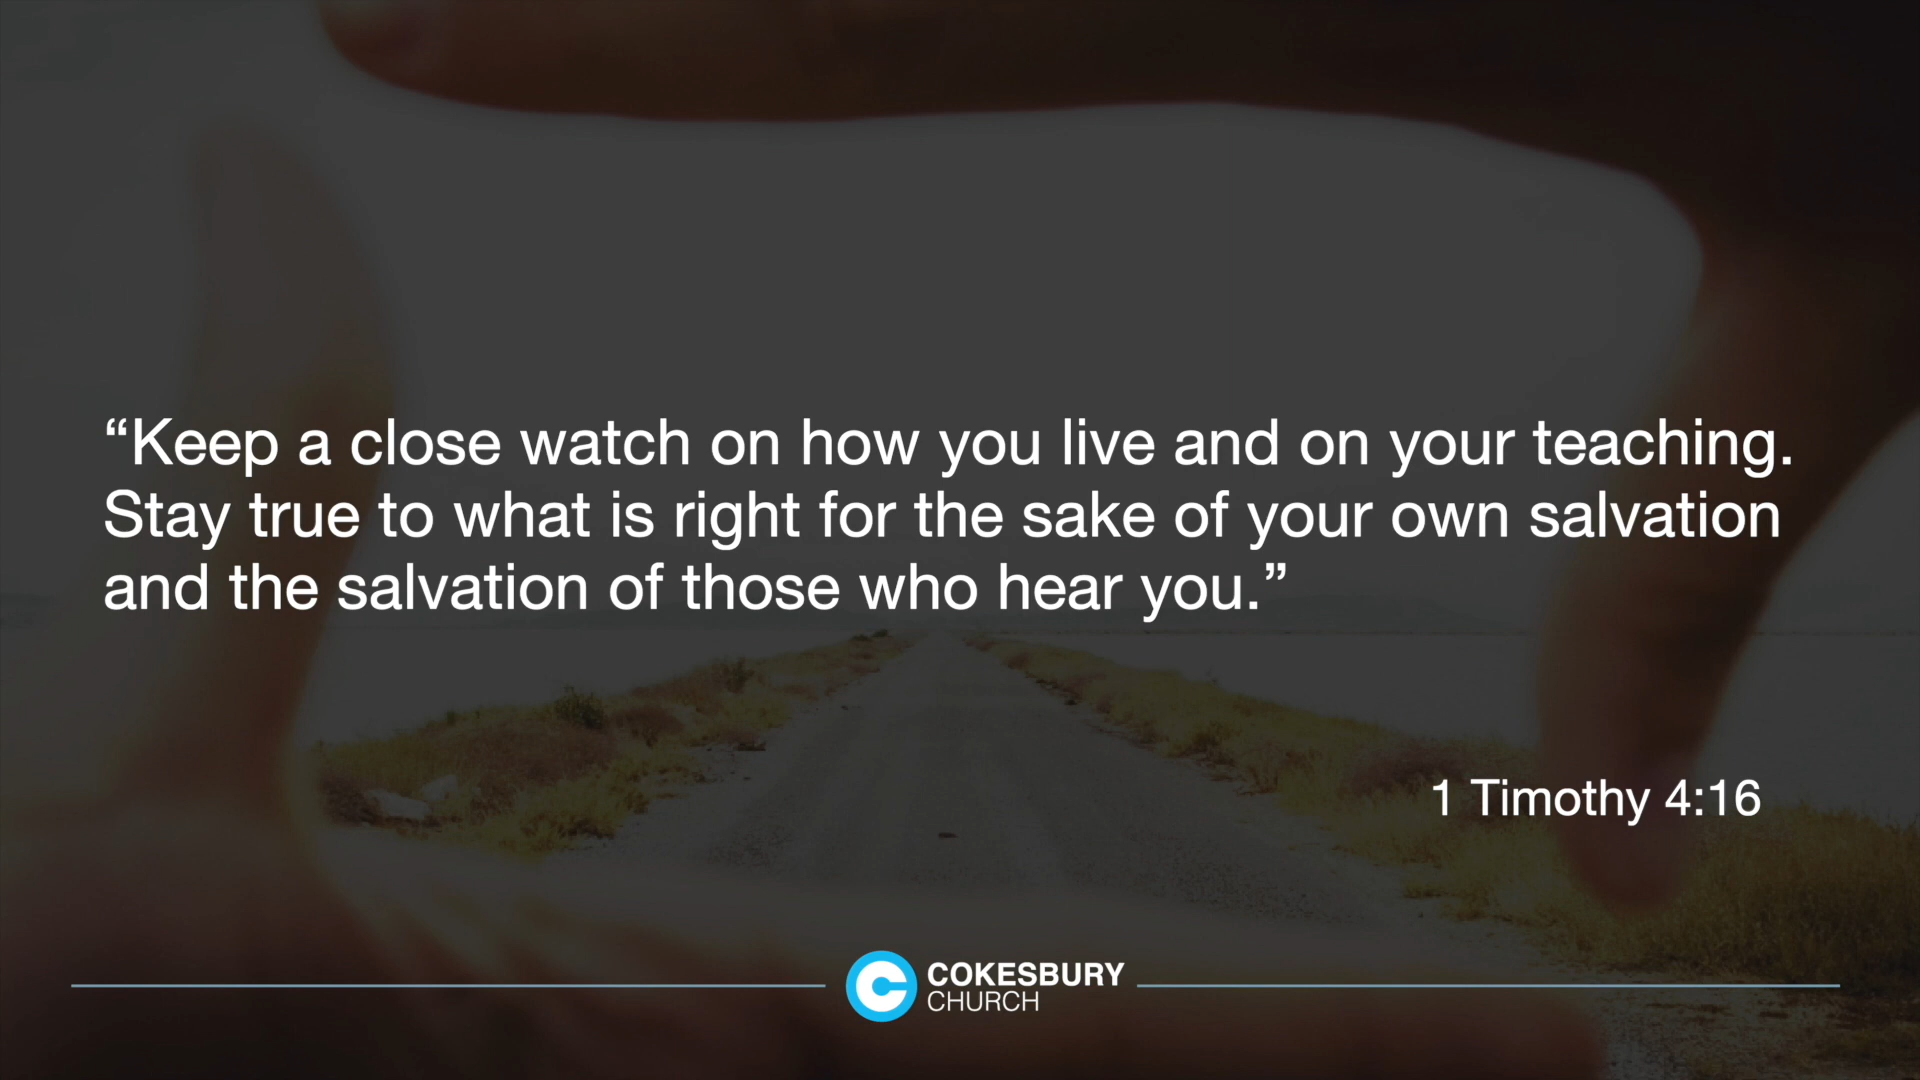 “Keep a close watch on how you live and on your teaching.
Stay true to what is right for the sake of your own salvation
and the salvation of those who hear you.”
1 Timothy 4:16
COKESBURY
CHURCH